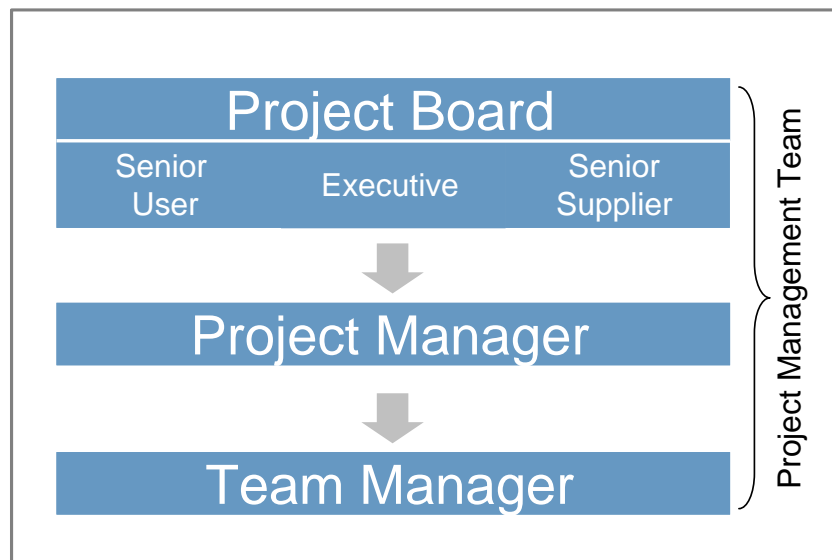 Project Board
Senior
User
Executive
Senior
Supplier
Project Manager
Team Manager
Project Management Team